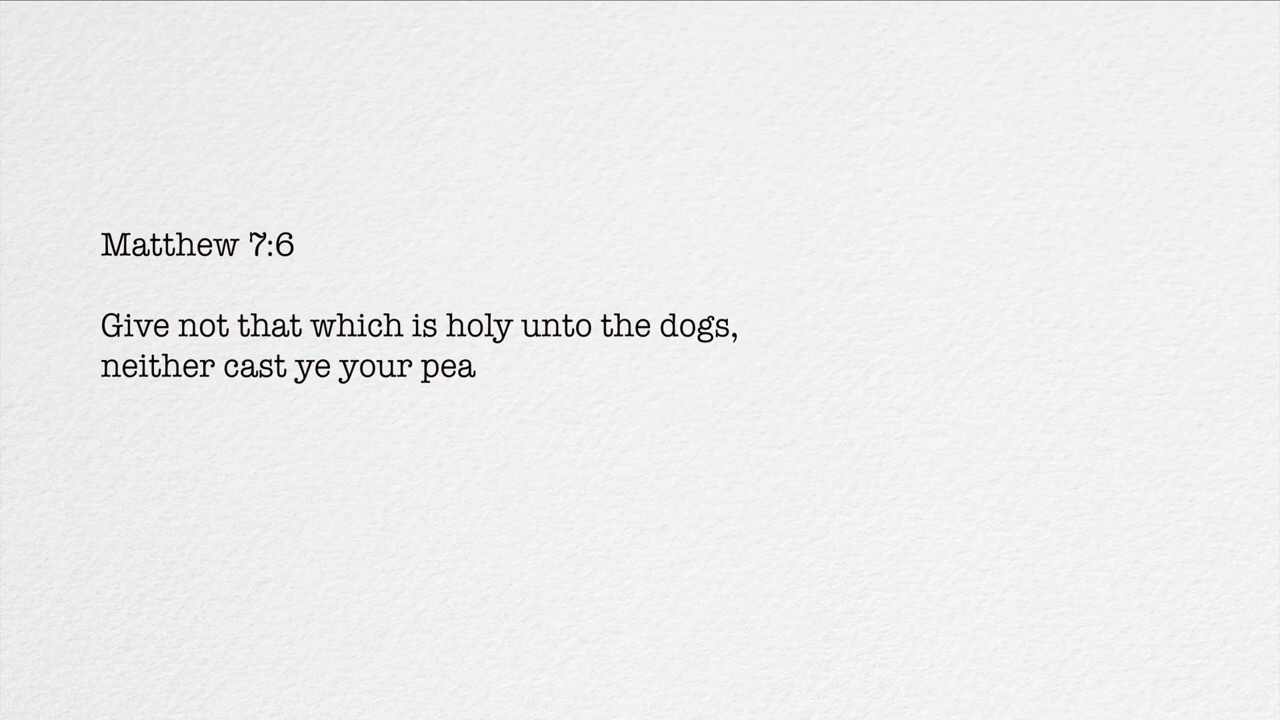 Matthew 7:6
Give not that which is holy unto the dogs,
neither cast ye your pea